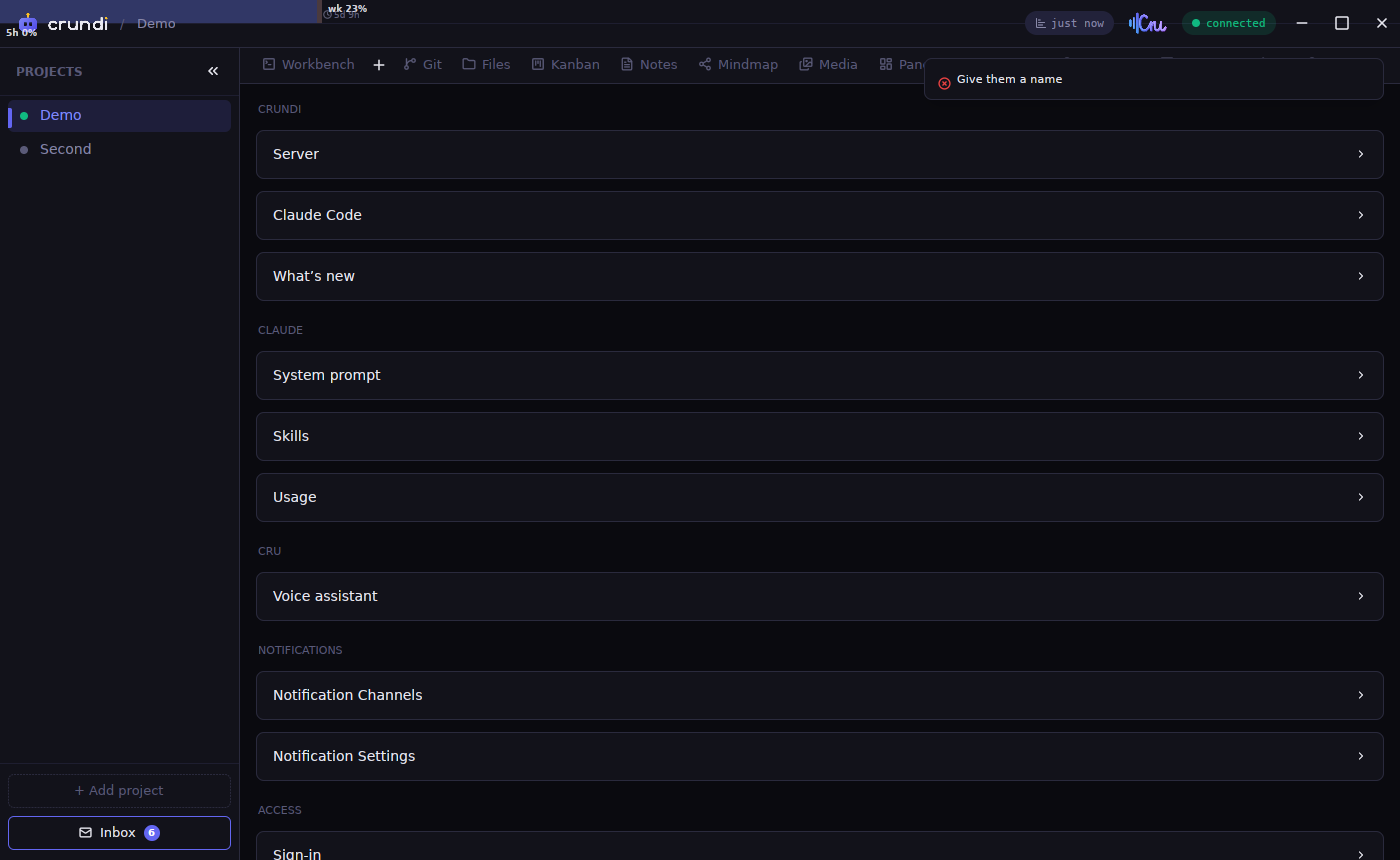 wk 23%
5d 9h
crundi / Demo
5h 0%
just now
Cru
connected
PROJECTS
Workbench
Git
Files
Kanban
Notes
Mindmap
Media
Give them a name
Demo
Second
CRUNDI
Server
Claude Code
What’s new
CLAUDE
System prompt
Skills
Usage
CRU
Voice assistant
NOTIFICATIONS
Notification Channels
Notification Settings
ACCESS
Sign-in
+ Add project
Inbox 6